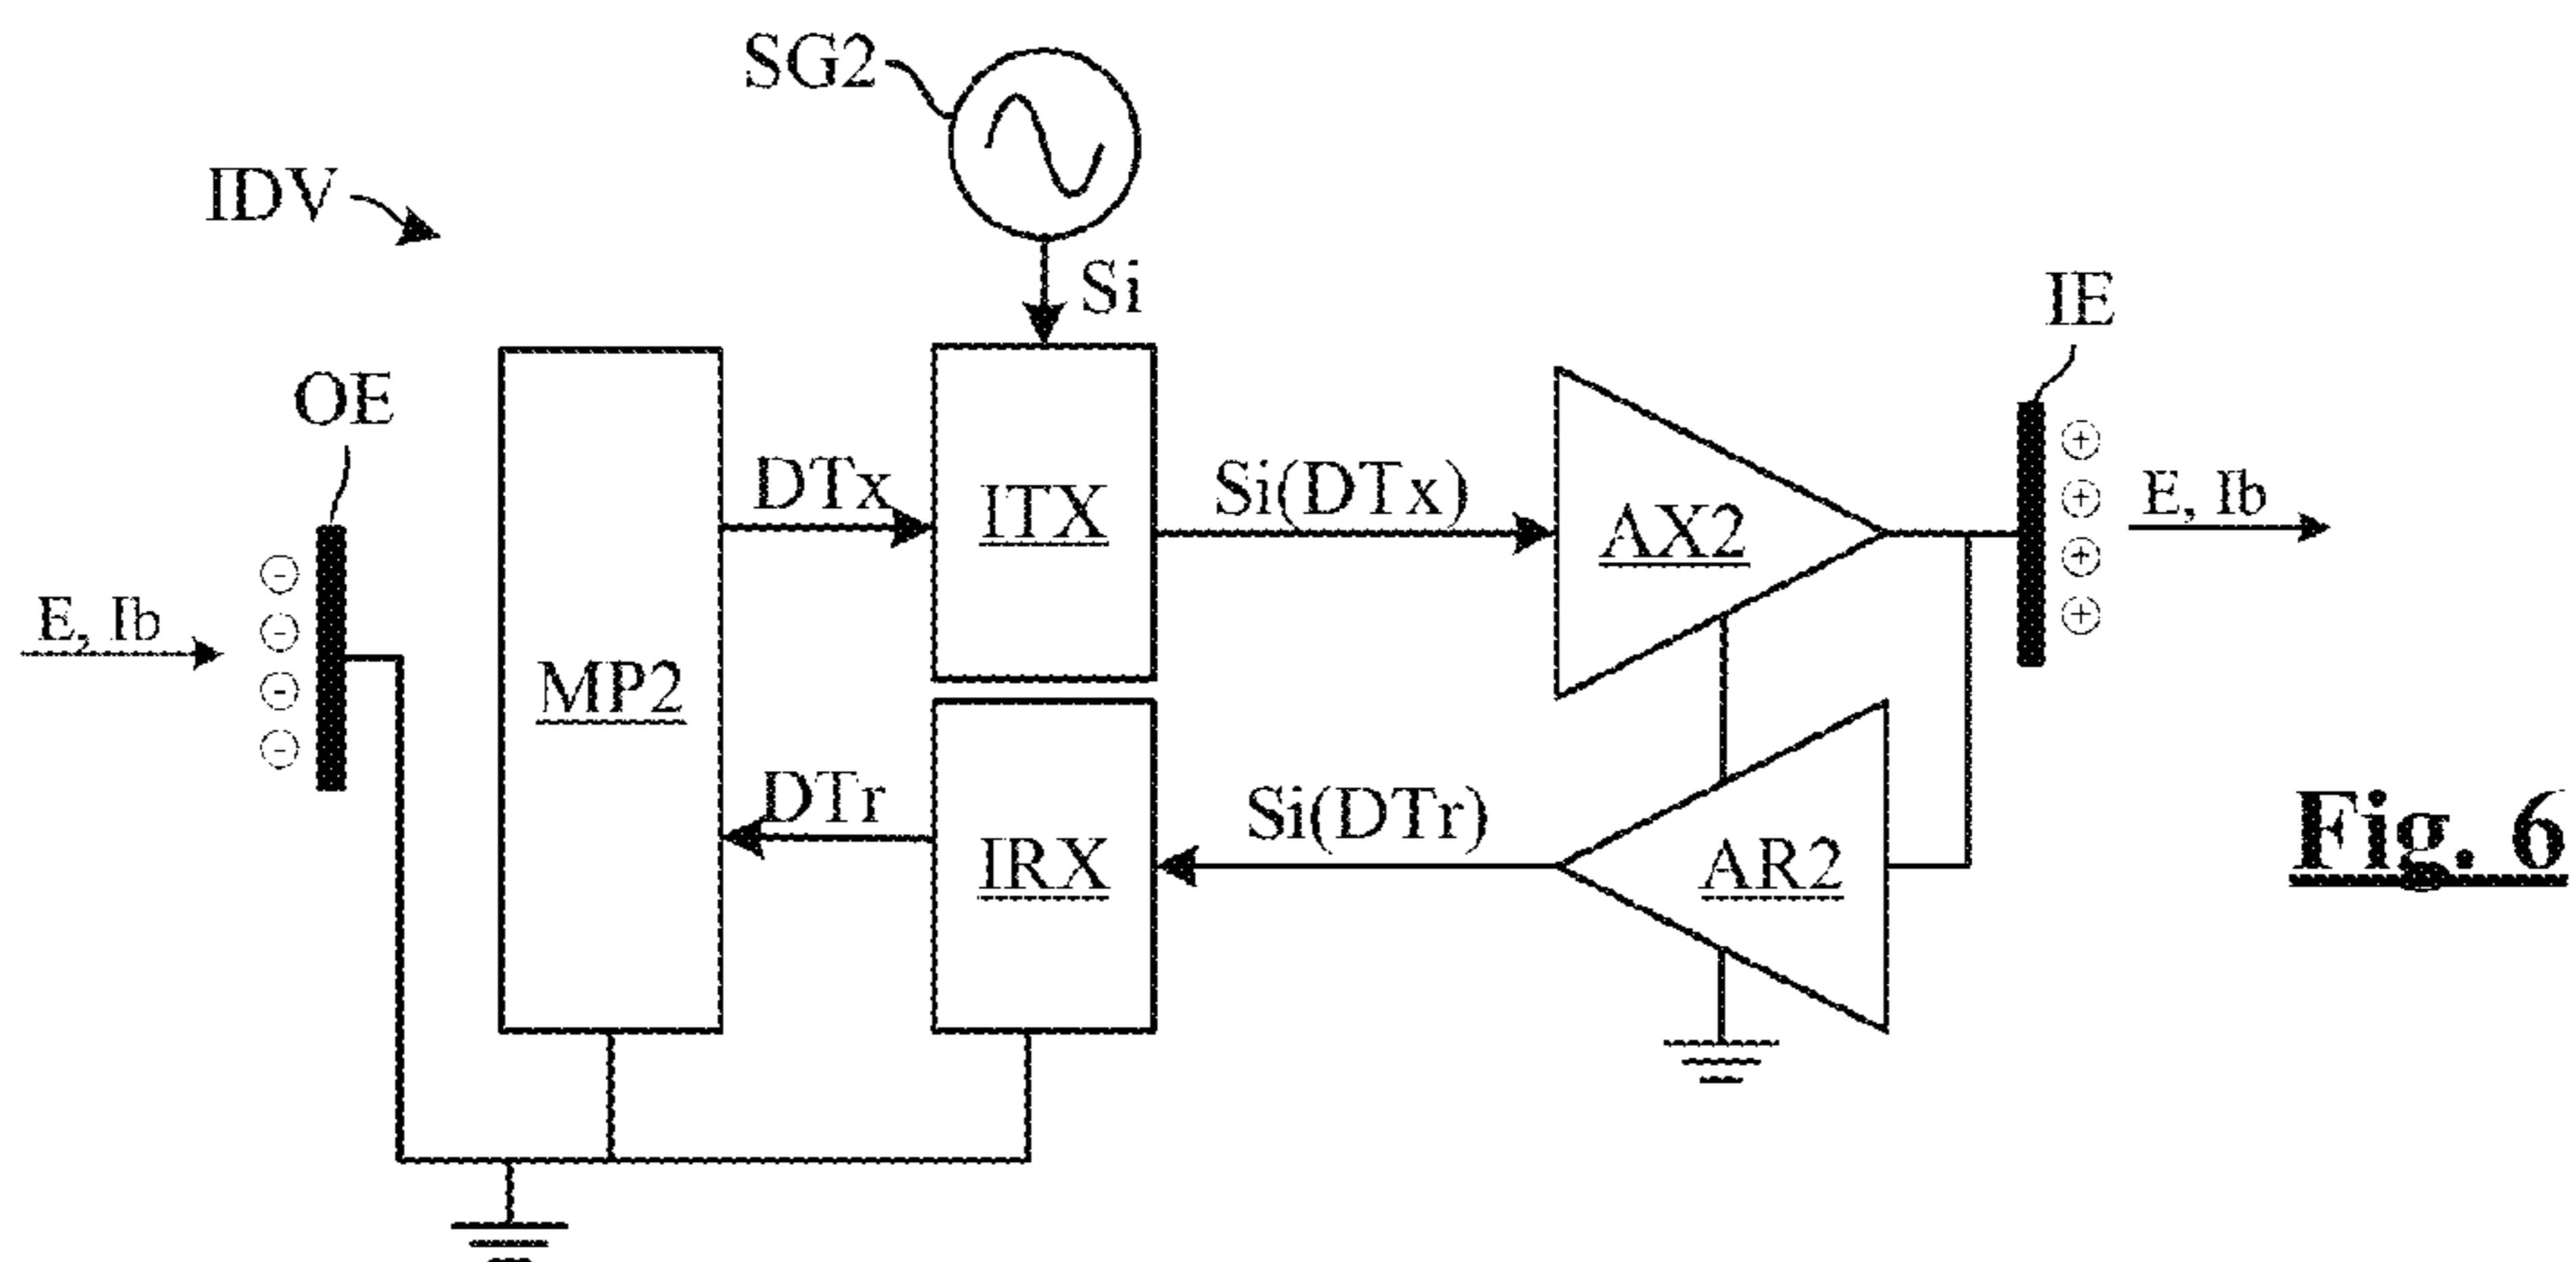 SG2
IDV
Si
IE
OE
DTx
ITX
Si(DTx)
AX2
E, Ib
E, Ib
MP2
DTr
IRX
Si(DTr)
AR2
Fig. 6